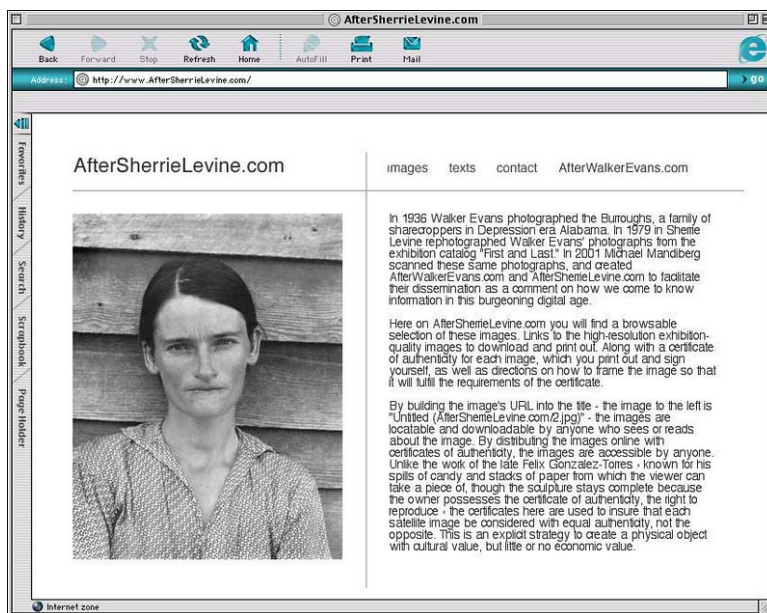 AfterSherrieLevine.com
Back Forward Stop Refresh Home AutoFill Print Mail
Address: http://www.AfterSherrieLevine.com/ go
Favorites
History
Search
Scrapbook
Page Holder
AfterSherrieLevine.com
images texts contact AfterWalkerEvans.com
In 1936 Walker Evans photographed the Burroughs, a family of
sharecroppers in Depression era Alabama. In 1979 in Sherrie
Levine rephotographed Walker Evans' photographs from the
exhibition catalog "First and Last." In 2001 Michael Mandiberg
scanned these same photographs, and created
AfterWalkerEvans.com and AfterSherrieLevine.com to facilitate
their dissemination as a comment on how we come to know
information in this burgeoning digital age.
Here on AfterSherrieLevine.com you will find a browsable
selection of these images. Links to the high-resolution exhibition-
quality images to download and print out. Along with a certificate
of authenticity for each image, which you print out and sign
yourself, as well as directions on how to frame the image so that
it will fulfill the requirements of the certificate.
By building the image's URL into the title - the image to the left is
"Untitled (AfterSherrieLevine.com/2.jpg)" - the images are
locatable and downloadable by anyone who sees or reads
about the image. By distributing the images online with
certificates of authenticity, the images are accessible by anyone.
Unlike the work of the late Felix Gonzalez-Torres - known for his
spills of candy and stacks of paper from which the viewer can
take a piece of, though the sculpture stays complete because
the owner possesses the certificate of authenticity, the right to
reproduce - the certificates here are used to insure that each
satellite image be considered with equal authenticity, not the
opposite. This is an explicit strategy to create a physical object
with cultural value, but little or no economic value.
Internet zone